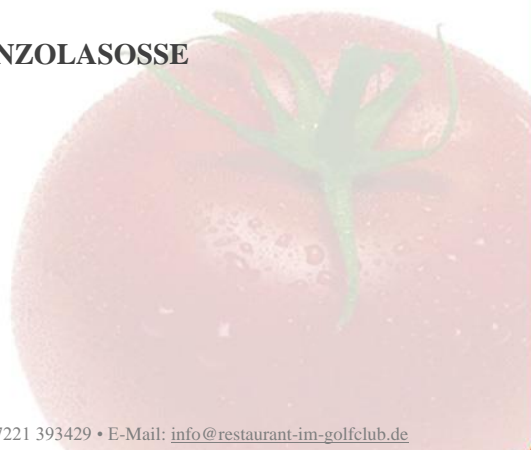 NZOLASOSSE
7221 393429 • E-Mail: info@restaurant-im-golfclub.de